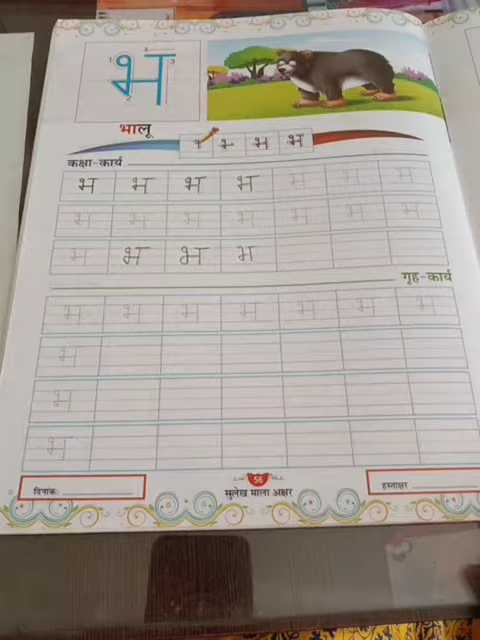 भ
भालू
भ
कक्षा-कार्य
भ भ भ भ भ भ भ
भ भ भ भ भ भ भ
भ भ भ भ
गृह-कार्य
भ भ भ भ भ भ भ
भ
भ
भ
दिनांक:
56
सुलेख माला अक्षर
हस्ताक्षर